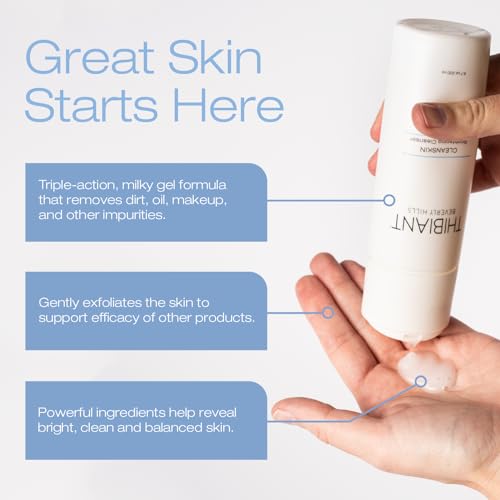 Great Skin
Starts Here
Triple-action, milky gel formula
that removes dirt, oil, makeup,
and other impurities.
Gently exfoliates the skin to
support efficacy of other products.
Powerful ingredients help reveal
bright, clean and balanced skin.
THIBIANT
BEVERLY HILLS
CLEANSKIN
Brightening Cleanser